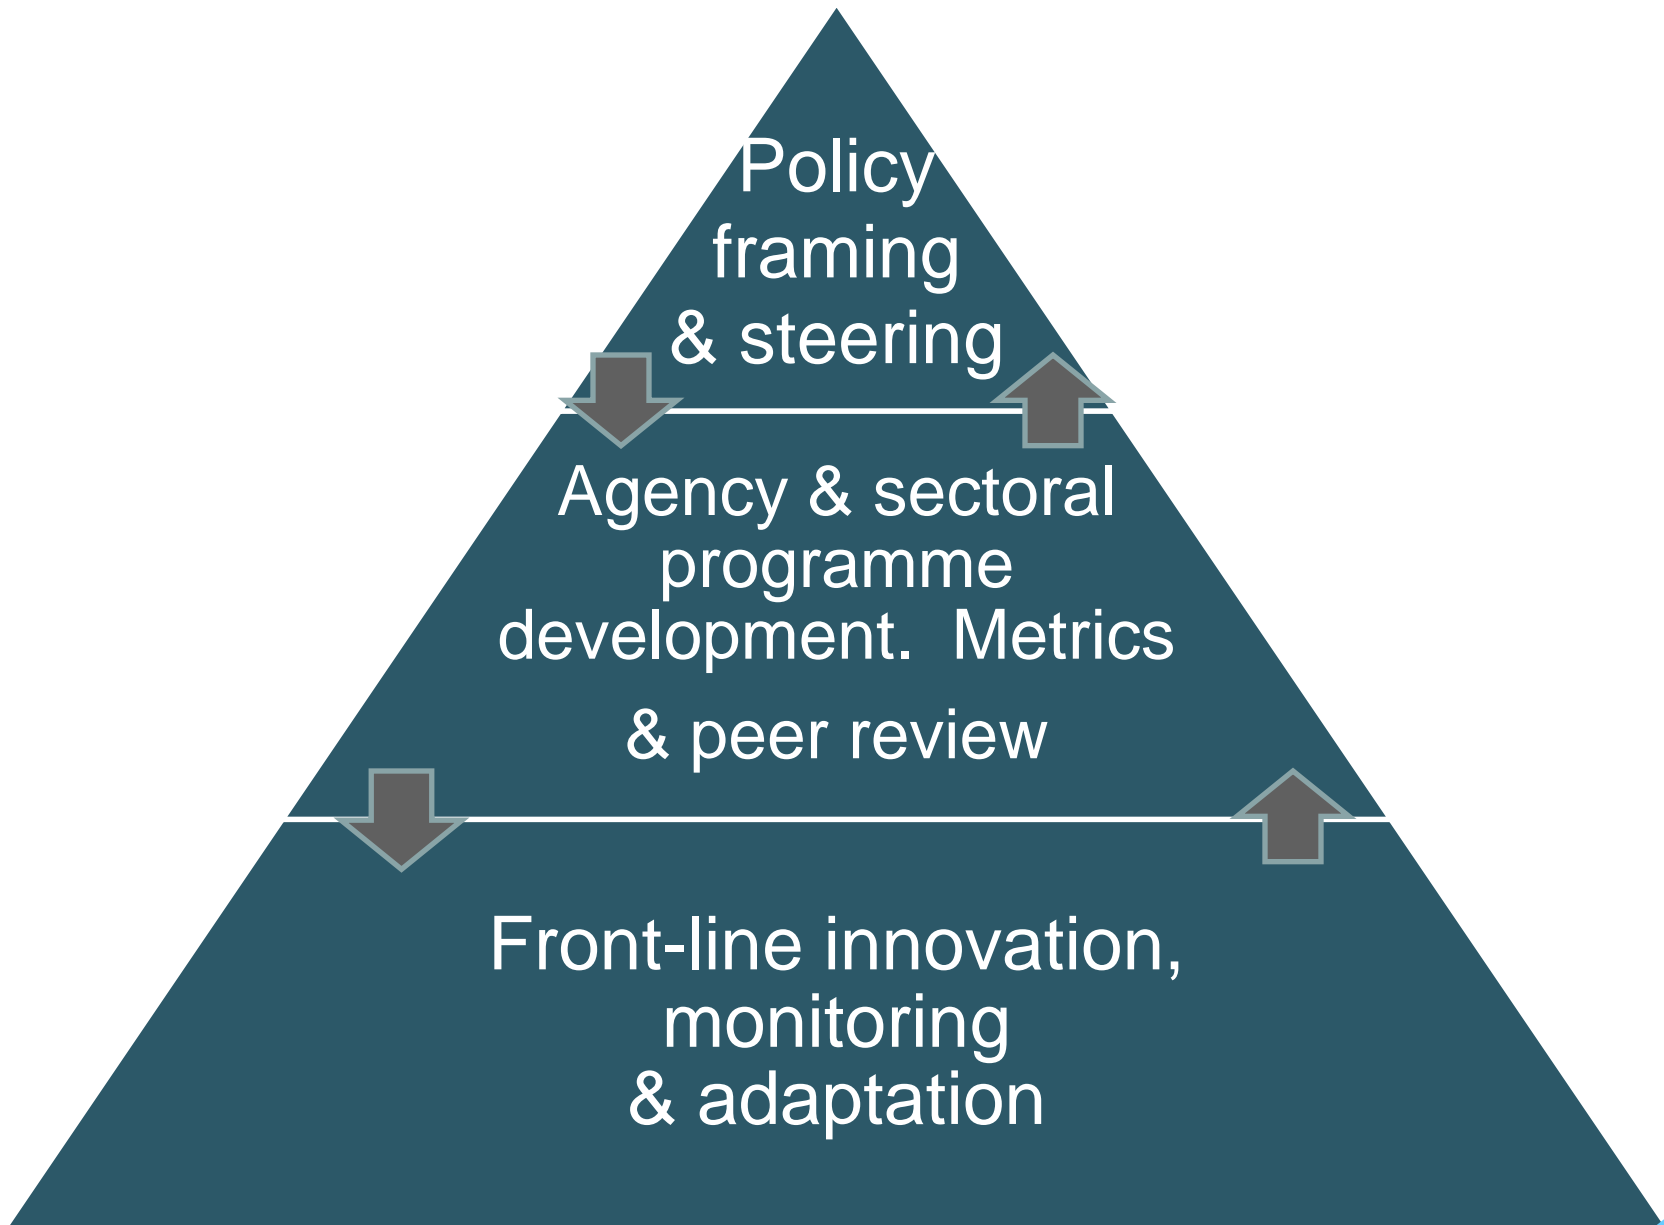 Policy
framing
& steering
Agency & sectoral
programme
development.  Metrics
& peer review
Front-line innovation,
monitoring
& adaptation